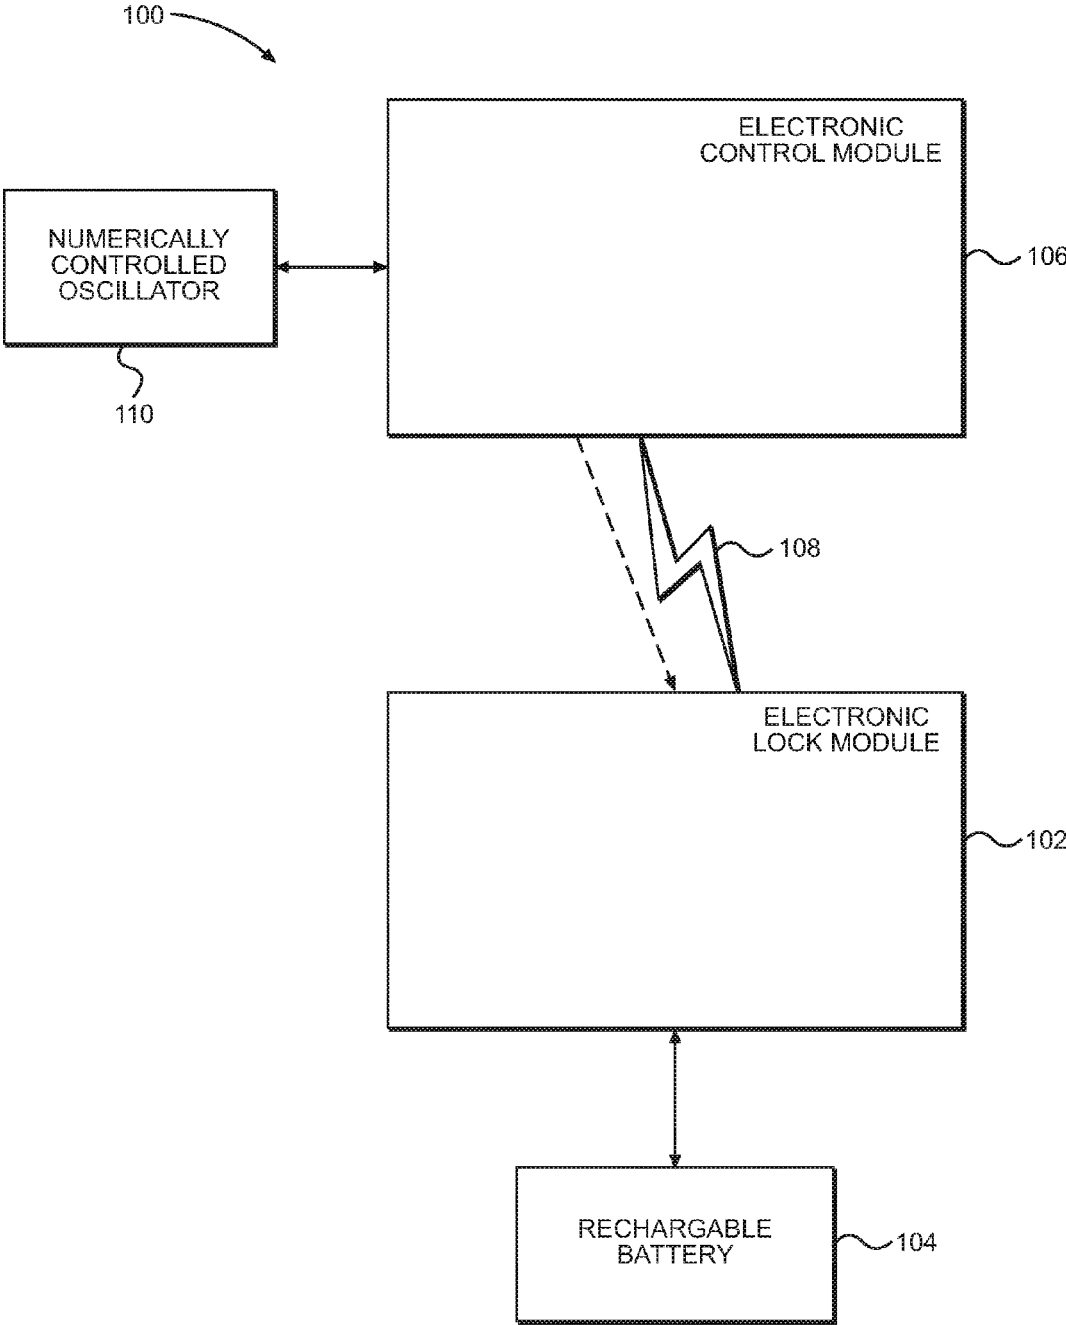 100
ELECTRONIC
CONTROL MODULE
NUMERICALLY
CONTROLLED
OSCILLATOR
106
110
108
ELECTRONIC
LOCK MODULE
102
RECHARGABLE
BATTERY
104